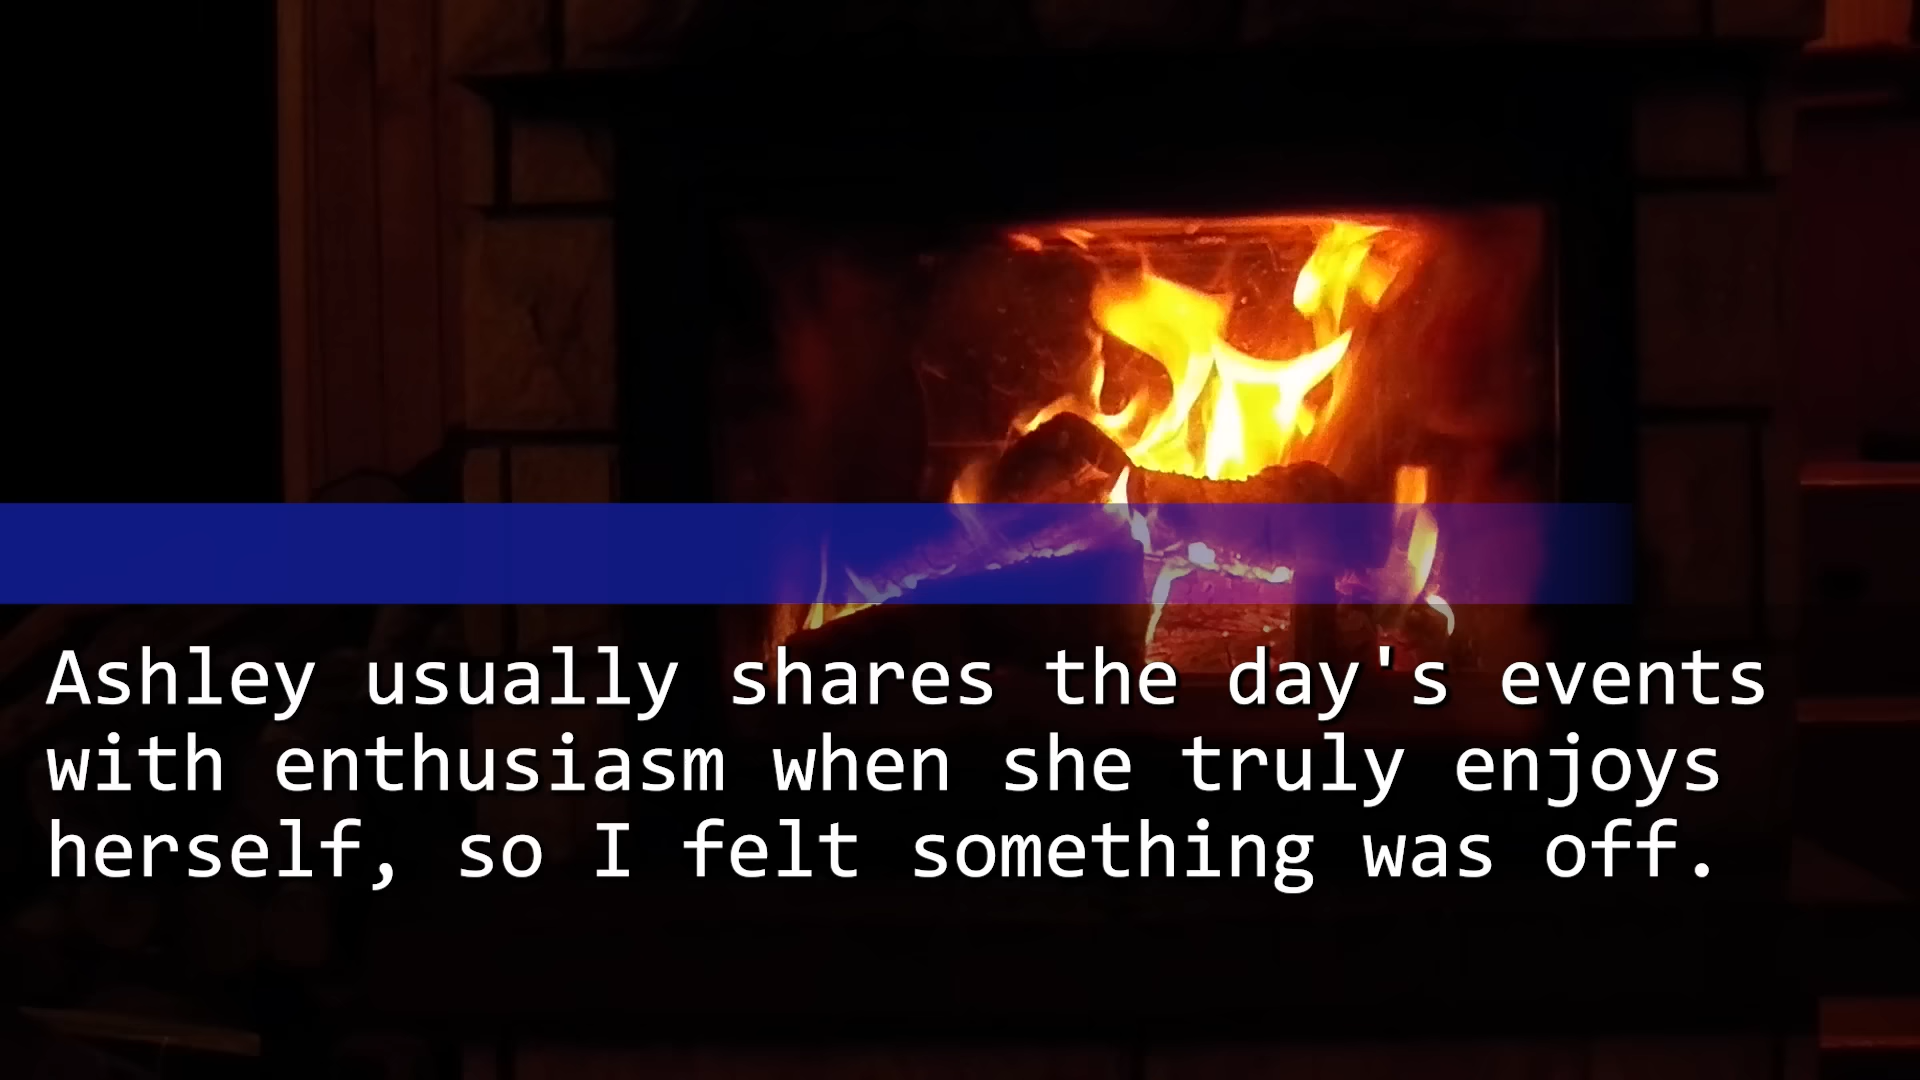 Ashley usually shares the day's events
with enthusiasm when she truly enjoys
herself, so I felt something was off.